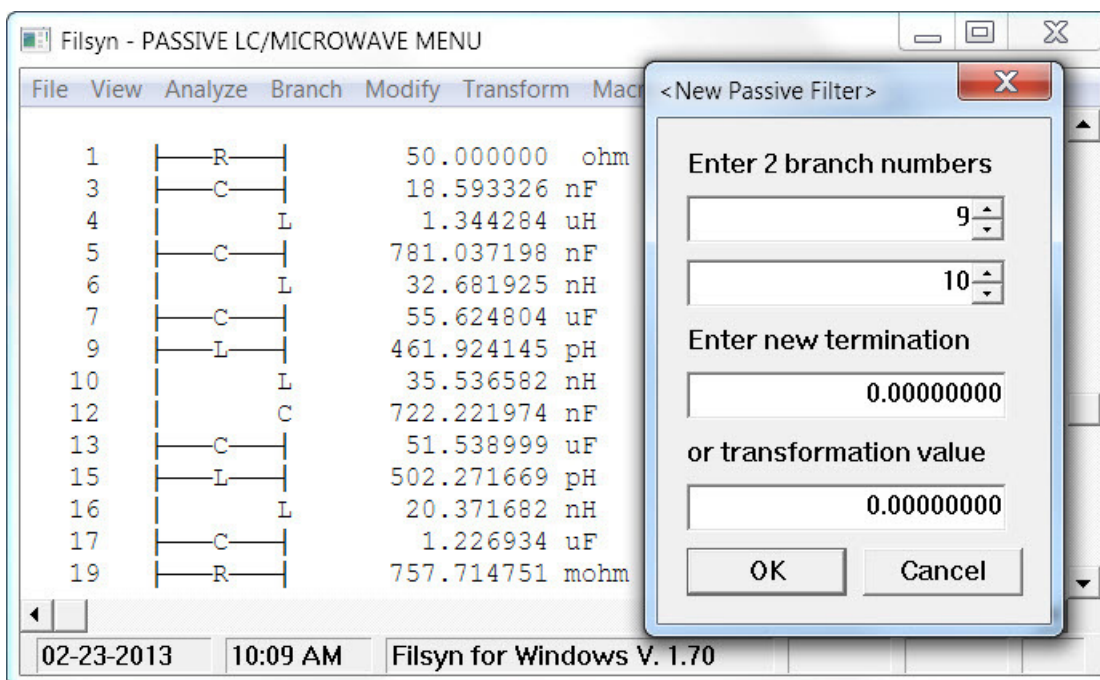 Filsyn - PASSIVE LC/MICROWAVE MENU
File View Analyze Branch Modify Transform Macr
1 R 50.000000 ohm
3 C 18.593326 nF
4 L 1.344284 uH
5 C 781.037198 nF
6 L 32.681925 nH
7 C 55.624804 uF
9 L 461.924145 pH
10 L 35.536582 nH
12 C 722.221974 nF
13 C 51.538999 uF
15 L 502.271669 pH
16 L 20.371682 nH
17 C 1.226934 uF
19 R 757.714751 mohm
02-23-2013 10:09 AM Filsyn for Windows V. 1.70
<New Passive Filter>
Enter 2 branch numbers
9
10
Enter new termination
0.00000000
or transformation value
0.00000000
OK Cancel